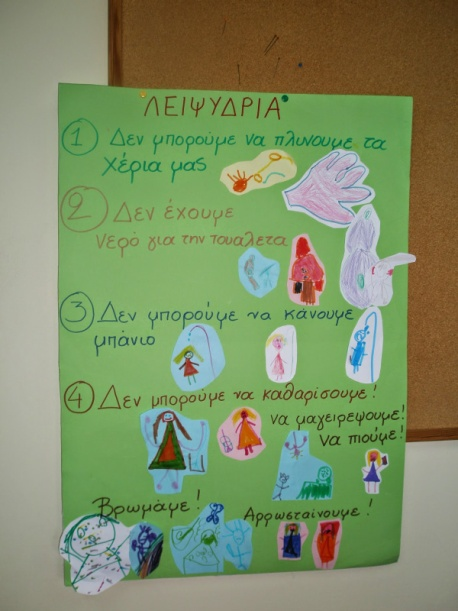 ΛΕΙΨΥΔΡΙΑ
1 Δεν μπορούμε να πλύνουμε τα
χέρια μας
2 Δεν έχουμε
νερό για την τουαλέτα
3 Δεν μπορούμε να κάνουμε
μπάνιο
4 Δεν μπορούμε να καθαρίσουμε!
να μαγειρέψουμε!
να πιούμε!
Βρωμάμε!
Αρρωσταίνουμε!